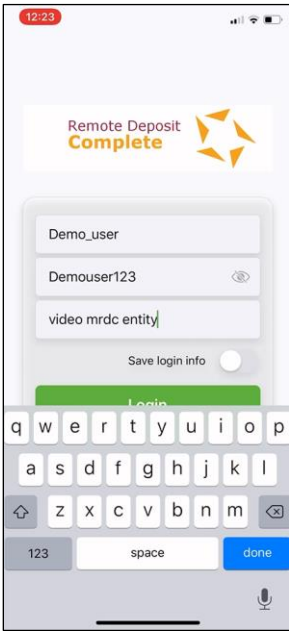 12:23
Remote Deposit
Complete
Demo_user
Demouser123
video mrdc entity
Save login info
Login
q w e r t y u i o p
a s d f g h j k l
z x c v b n m
123 space done